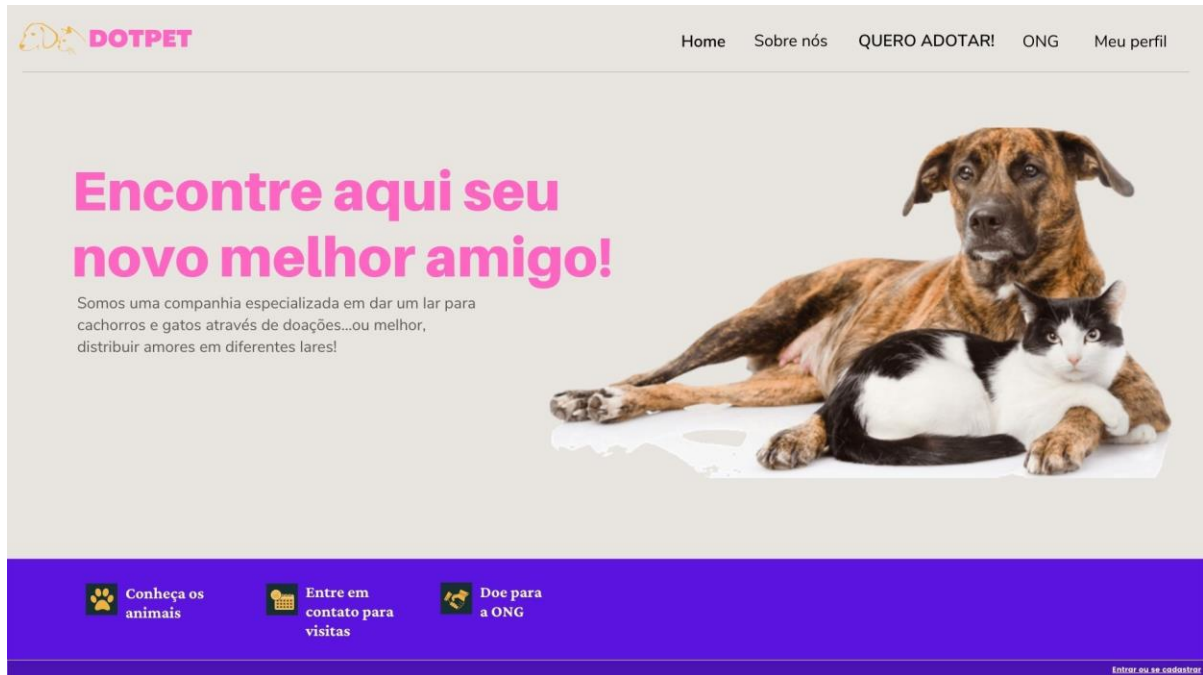 DOTPET
Home Sobre nós QUERO ADOTAR! ONG Meu perfil
Encontre aqui seu
novo melhor amigo!
Somos uma companhia especializada em dar um lar para
cachorros e gatos através de doações...ou melhor,
distribuir amores em diferentes lares!
Conheça os
animais
Entre em
contato para
visitas
Doe para
a ONG
Entrar ou se cadastrar